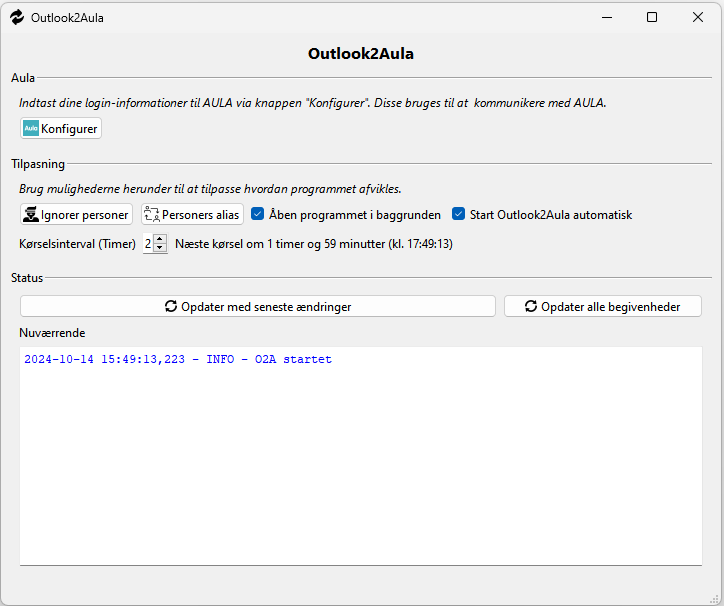 Outlook2Aula
Outlook2Aula
Aula
Indtast dine login-informationer til AULA via knappen "Konfigurer". Disse bruges til at  kommunikere med AULA.
Aula Konfigurer
Tilpasning
Brug mulighederne herunder til at tilpasse hvordan programmet afvikles.
Ignorer personer Personers alias Åben programmet i baggrunden Start Outlook2Aula automatisk
Kørselsinterval (Timer) 2 Næste kørsel om 1 timer og 59 minutter (kl. 17:49:13)
Status
Opdater med seneste ændringer Opdater alle begivenheder
Nuværrende
2024-10-14 15:49:13,223 - INFO - O2A startet